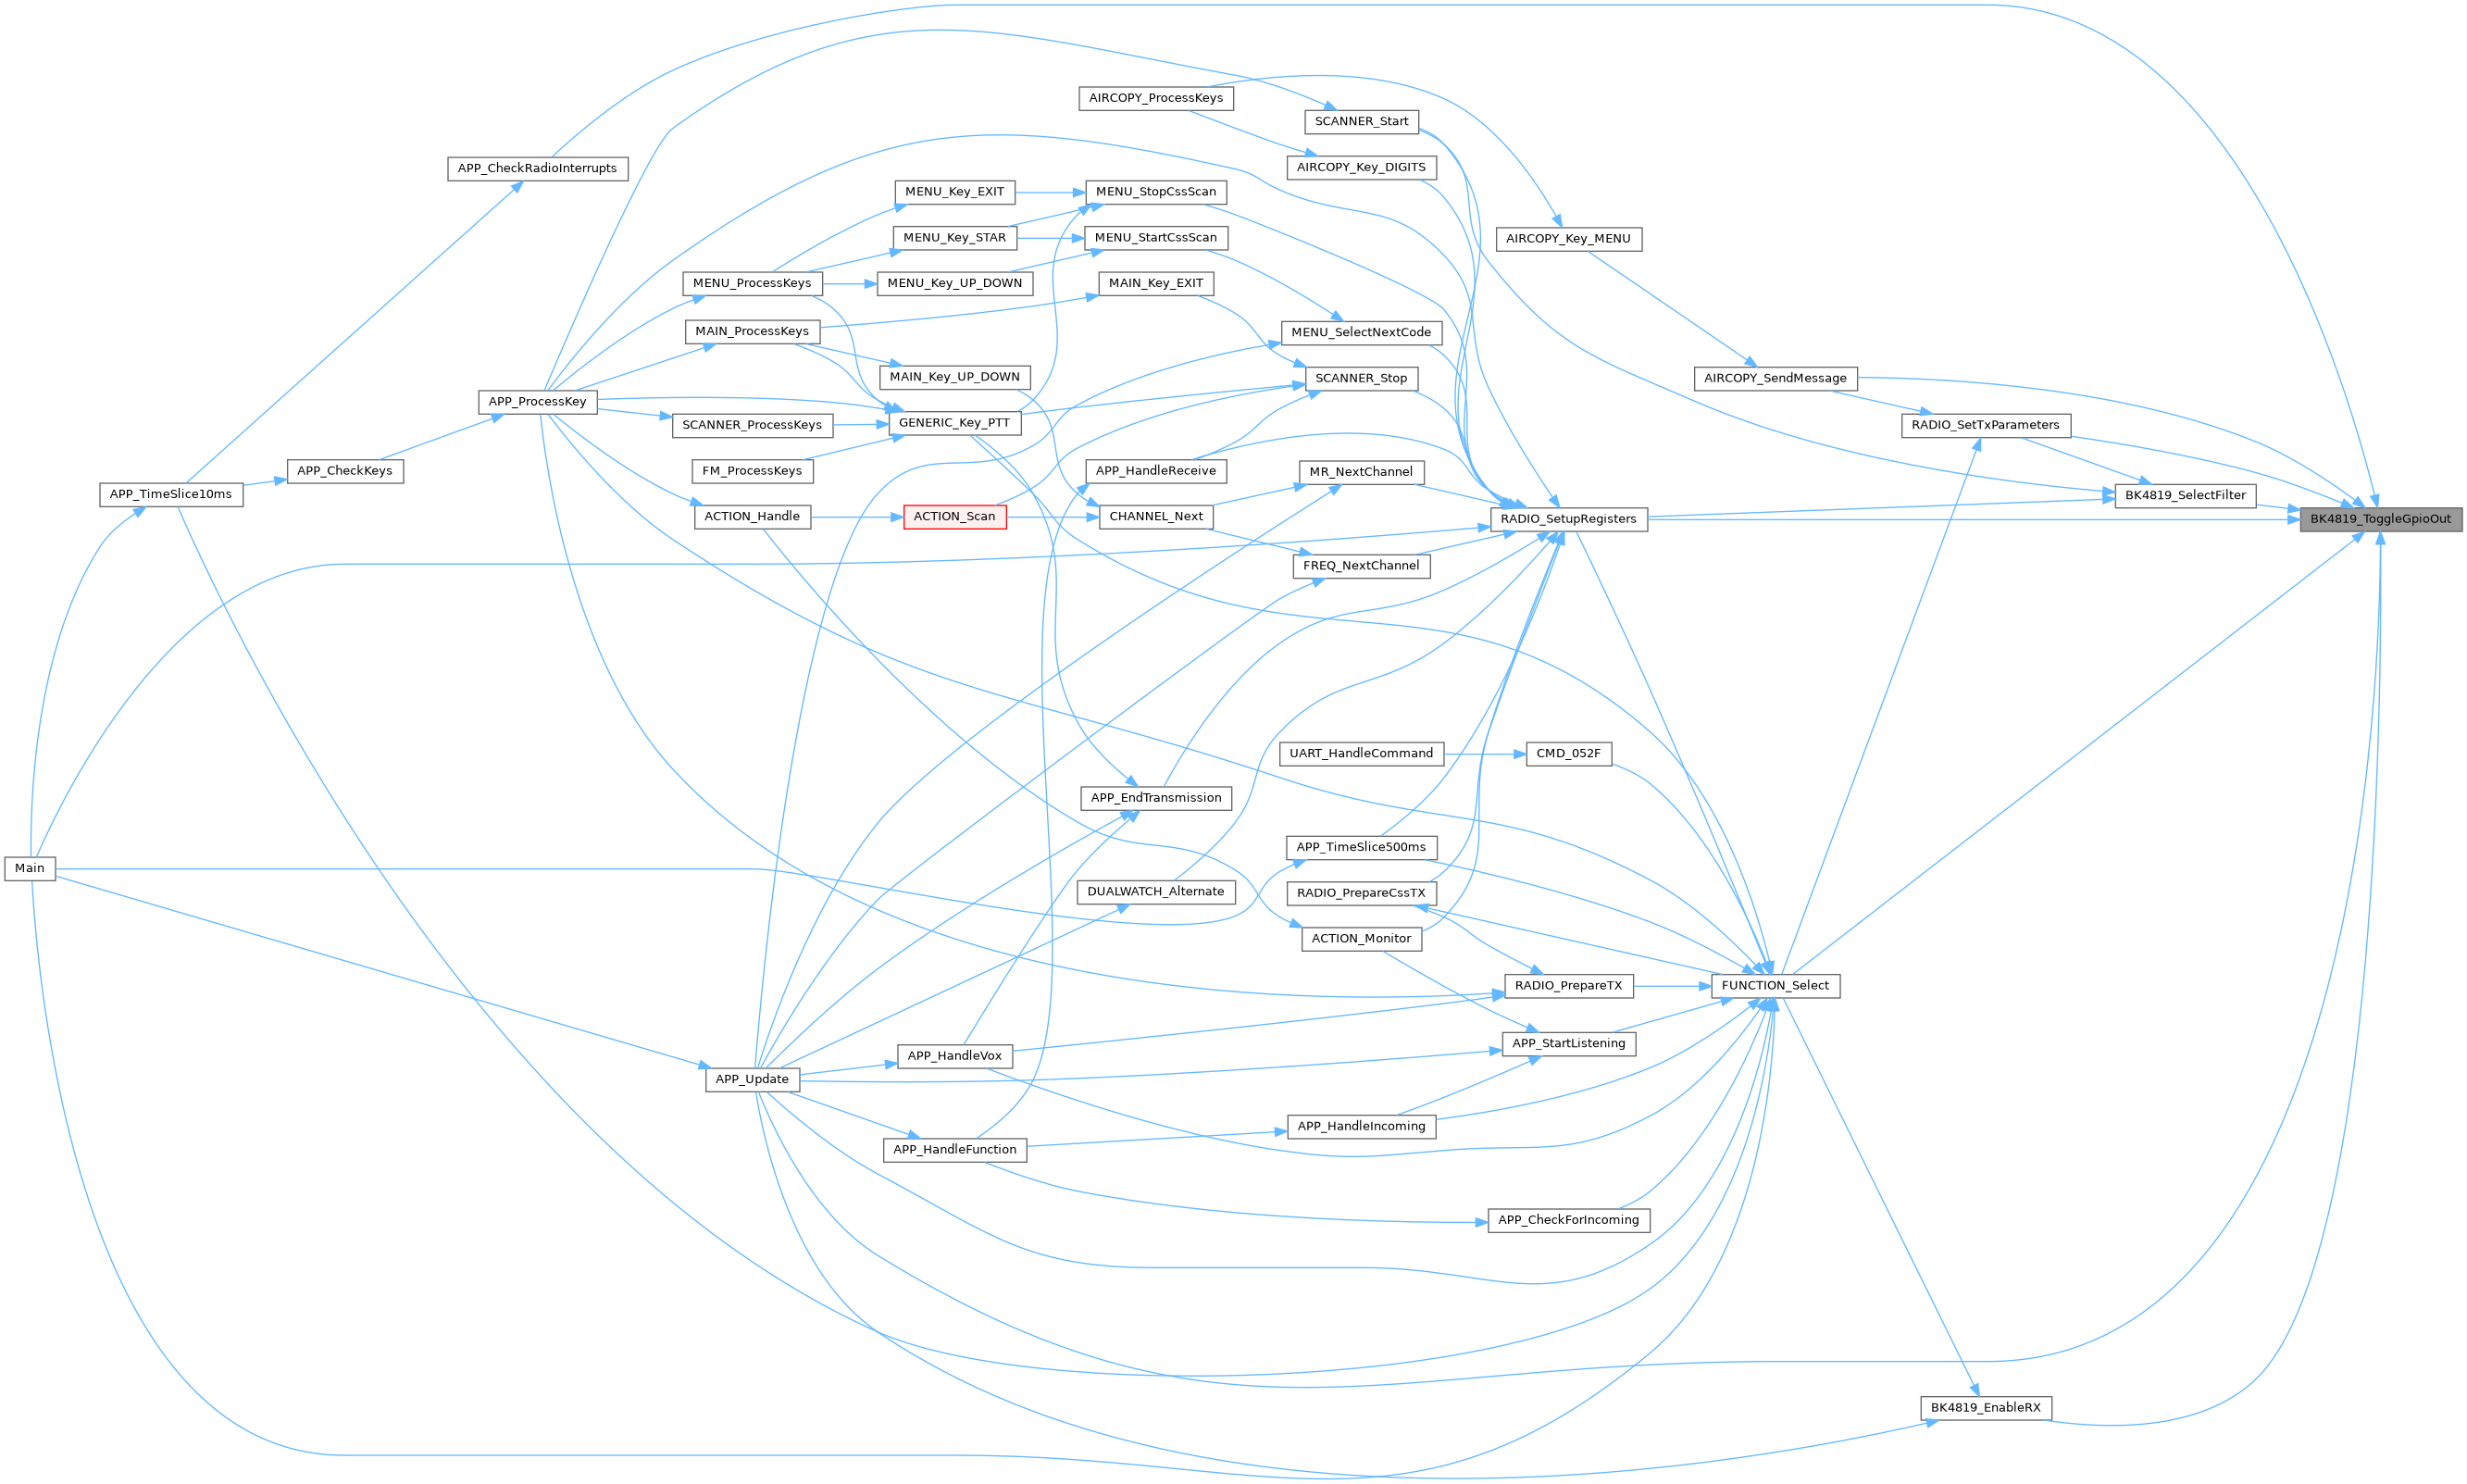 AIRCOPY_ProcessKeys
SCANNER_Start
APP_CheckRadioInterrupts
AIRCOPY_Key_DIGITS
MENU_Key_EXIT
MENU_StopCssScan
MENU_Key_STAR
MENU_StartCssScan
AIRCOPY_Key_MENU
MENU_ProcessKeys
MENU_Key_UP_DOWN
MAIN_Key_EXIT
MAIN_ProcessKeys
MENU_SelectNextCode
MAIN_Key_UP_DOWN
SCANNER_Stop
AIRCOPY_SendMessage
APP_ProcessKey
SCANNER_ProcessKeys
GENERIC_Key_PTT
RADIO_SetTxParameters
FM_ProcessKeys
APP_CheckKeys
APP_HandleReceive
MR_NextChannel
APP_TimeSlice10ms
BK4819_SelectFilter
ACTION_Handle
ACTION_Scan
CHANNEL_Next
RADIO_SetupRegisters
BK4819_ToggleGpioOut
FREQ_NextChannel
UART_HandleCommand
CMD_052F
APP_EndTransmission
APP_TimeSlice500ms
Main
DUALWATCH_Alternate
RADIO_PrepareCssTX
ACTION_Monitor
RADIO_PrepareTX
FUNCTION_Select
APP_HandleVox
APP_StartListening
APP_Update
APP_HandleIncoming
APP_HandleFunction
APP_CheckForIncoming
BK4819_EnableRX